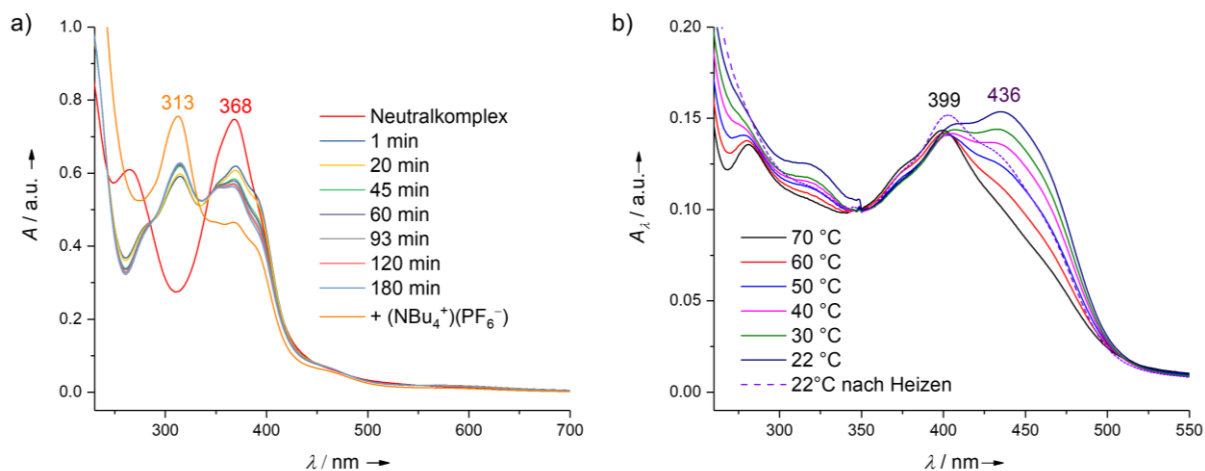 a)
A / a.u.
1.0
0.8
0.6
0.4
0.2
0.0
313
368
Neutralkomplex
1 min
20 min
45 min
60 min
93 min
120 min
180 min
+ (NBu₄⁺)(PF₆⁻)
300
400
500
600
700
λ / nm
b)
Aλ / a.u.
0.20
0.15
0.10
0.05
0.00
399
436
70 °C
60 °C
50 °C
40 °C
30 °C
22 °C
22°C nach Heizen
300
350
400
450
500
550
λ / nm